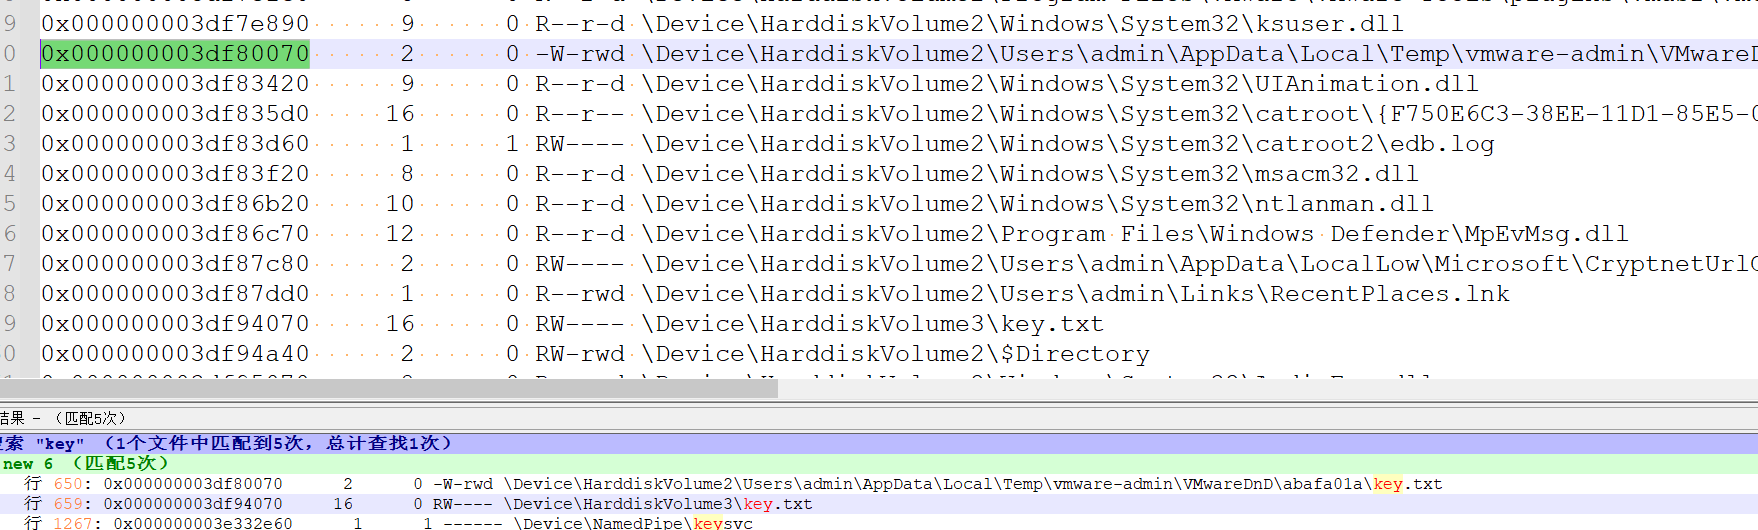 9 0x000000003df7e890 9 0 R--r-d \Device\HarddiskVolume2\Windows\System32\ksuser.dll
0 0x000000003df80070 2 0 -W-rwd \Device\HarddiskVolume2\Users\admin\AppData\Local\Temp\vmware-admin\VMwareD
1 0x000000003df83420 9 0 R--r-d \Device\HarddiskVolume2\Windows\System32\UIAnimation.dll
2 0x000000003df835d0 16 0 R--r-- \Device\HarddiskVolume2\Windows\System32\catroot\{F750E6C3-38EE-11D1-85E5-0
3 0x000000003df83d60 1 1 RW---- \Device\HarddiskVolume2\Windows\System32\catroot2\edb.log
4 0x000000003df83f20 8 0 R--r-d \Device\HarddiskVolume2\Windows\System32\msacm32.dll
5 0x000000003df86b20 10 0 R--r-d \Device\HarddiskVolume2\Windows\System32\ntlanman.dll
6 0x000000003df86c70 12 0 R--r-d \Device\HarddiskVolume2\Program Files\Windows Defender\MpEvMsg.dll
7 0x000000003df87c80 2 0 RW---- \Device\HarddiskVolume2\Users\admin\AppData\LocalLow\Microsoft\CryptnetUrlC
8 0x000000003df87dd0 1 0 R--rwd \Device\HarddiskVolume2\Users\admin\Links\RecentPlaces.lnk
9 0x000000003df94070 16 0 RW---- \Device\HarddiskVolume3\key.txt
0 0x000000003df94a40 2 0 RW-rwd \Device\HarddiskVolume2\$Directory
结果 - （匹配5次）
搜索 "key" （1个文件中匹配到5次，总计查找1次）
new 6 （匹配5次）
行 650: 0x000000003df80070 2 0 -W-rwd \Device\HarddiskVolume2\Users\admin\AppData\Local\Temp\vmware-admin\VMwareDnD\abafa01a\key.txt
行 659: 0x000000003df94070 16 0 RW---- \Device\HarddiskVolume3\key.txt
行 1267: 0x000000003e332e60 1 1 ------ \Device\NamedPipe\keysvc